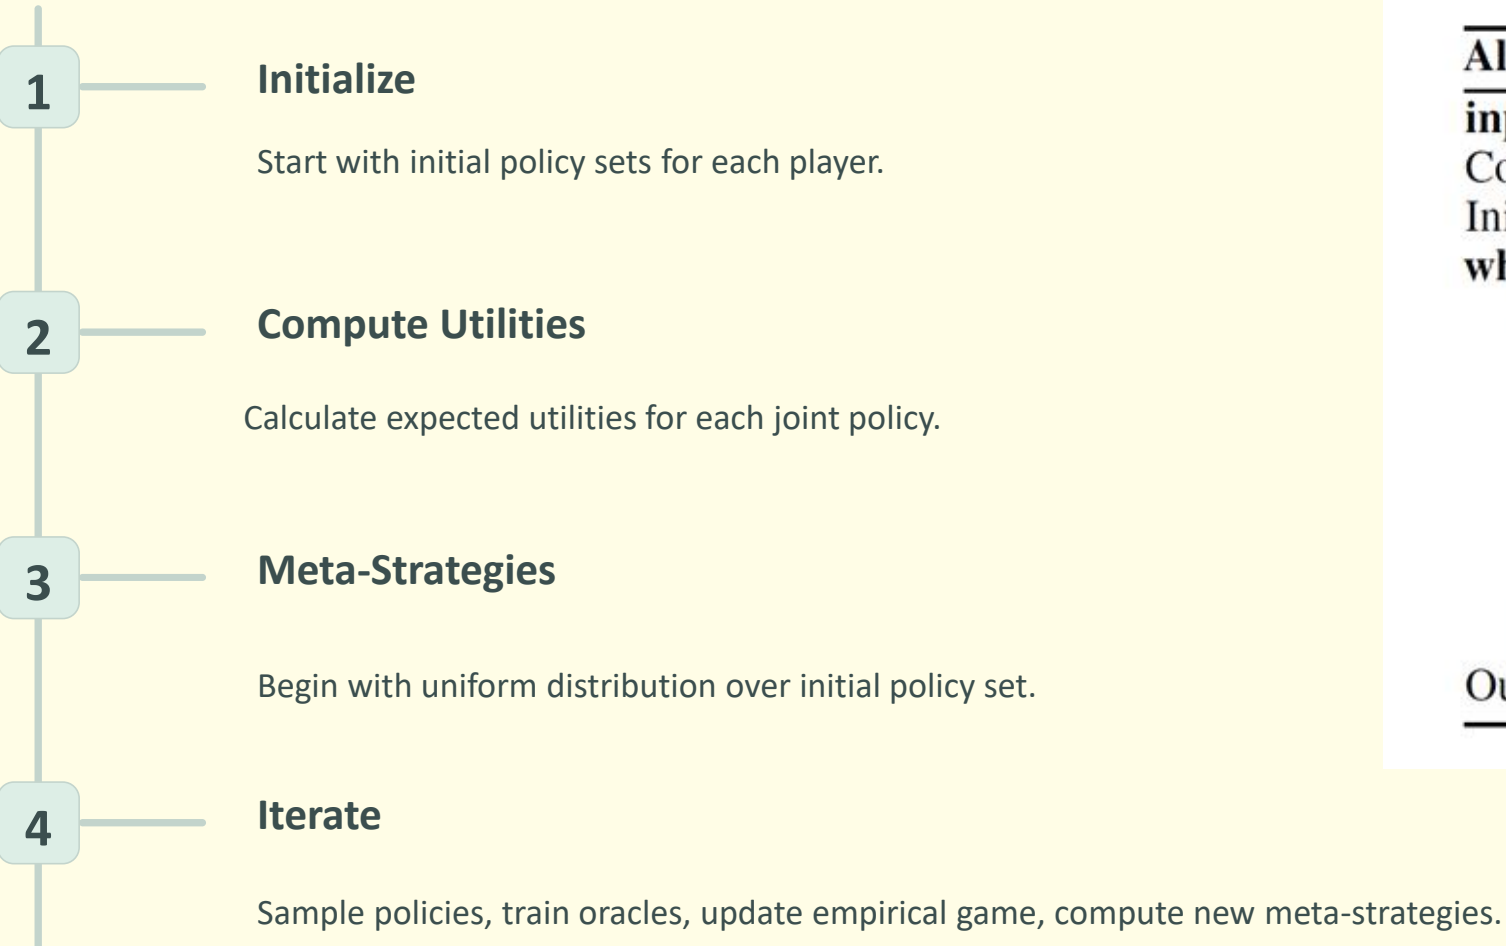 1
Initialize
Start with initial policy sets for each player.
2
Compute Utilities
Calculate expected utilities for each joint policy.
3
Meta-Strategies
Begin with uniform distribution over initial policy set.
4
Iterate
Sample policies, train oracles, update empirical game, compute new meta-strategies.